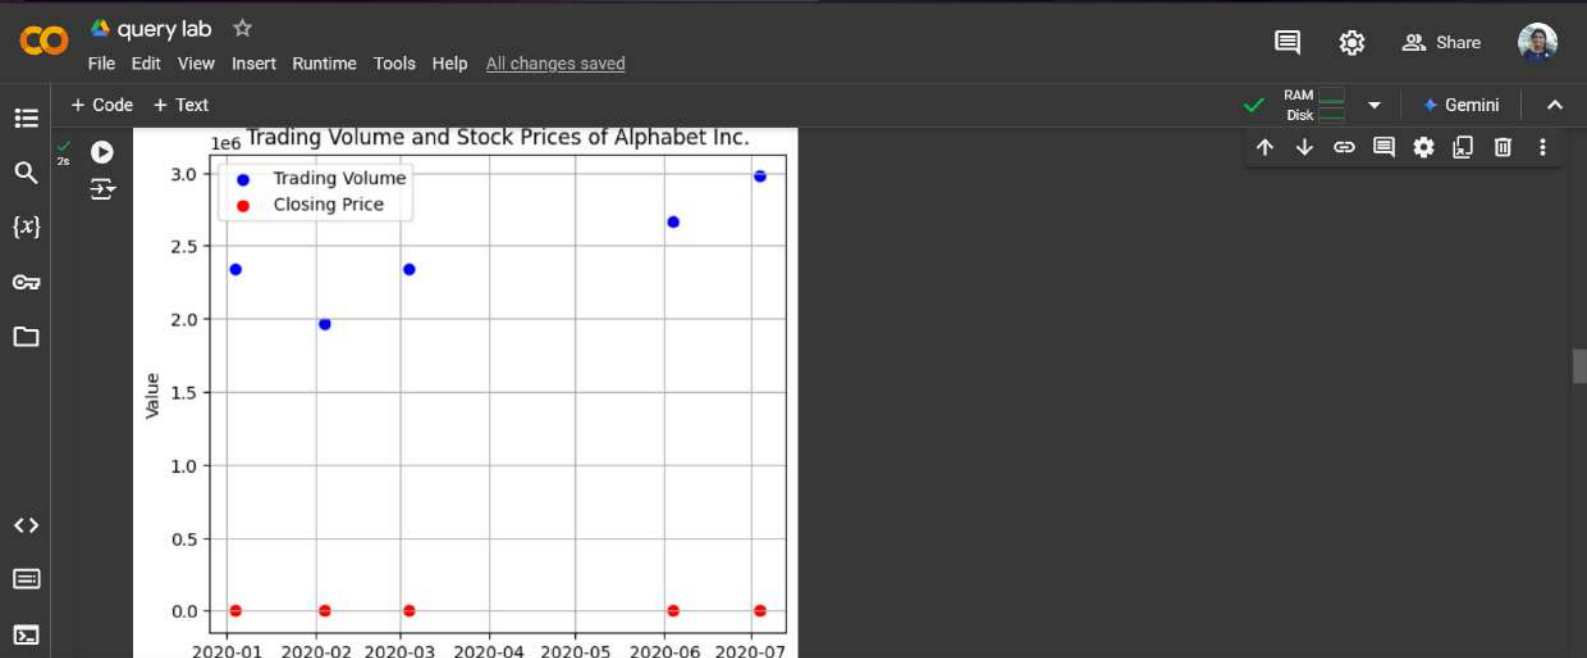 query lab
File Edit View Insert Runtime Tools Help All changes saved
Share
+ Code + Text
RAM
Disk
Gemini
2s
{x}
1e6 Trading Volume and Stock Prices of Alphabet Inc.
Trading Volume
Closing Price
3.0
2.5
2.0
1.5
1.0
0.5
0.0
Value
2020-01 2020-02 2020-03 2020-04 2020-05 2020-06 2020-07